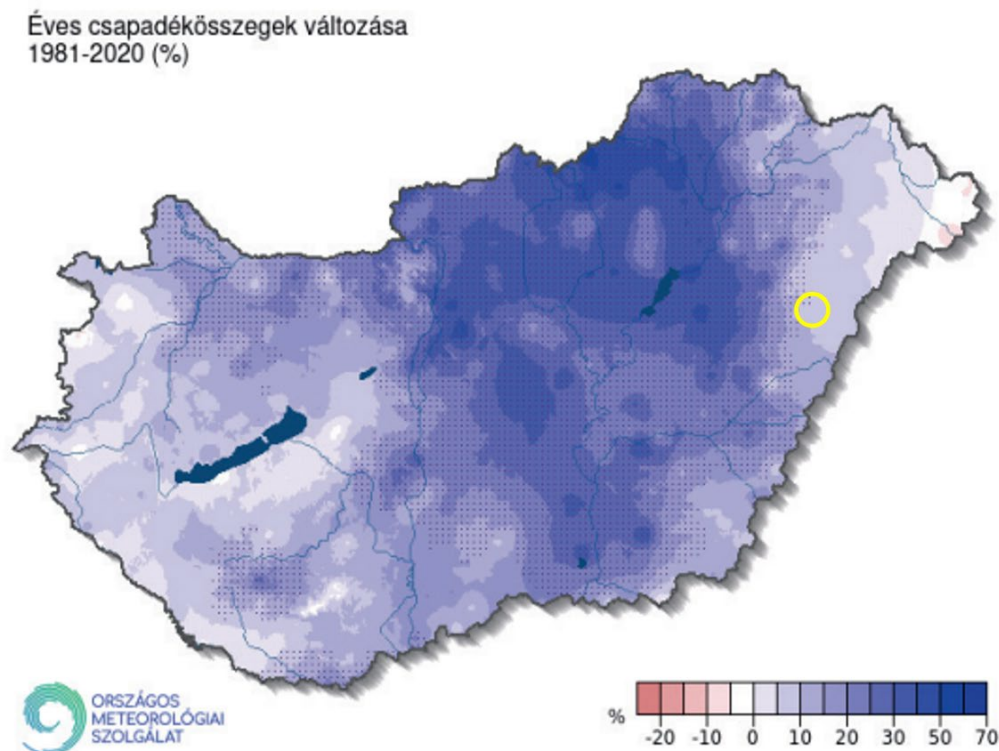 Éves csapadékösszegek változása
1981-2020 (%)
ORSZÁGOS
METEOROLÓGIAI
SZOLGÁLAT
%
-20 -10 0 10 20 30 50 70